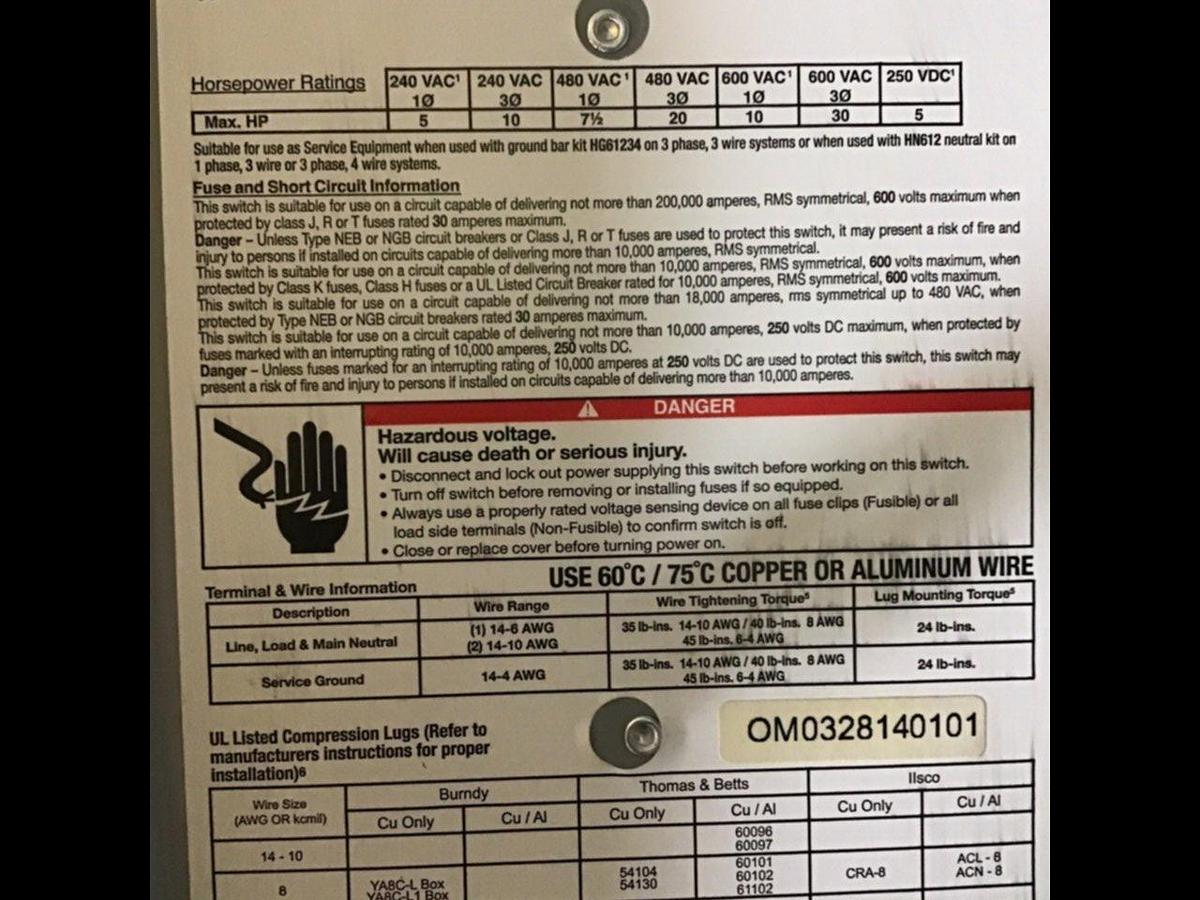 Horsepower Ratings 240 VAC¹ 240 VAC 480 VAC¹ 480 VAC 600 VAC¹ 600 VAC 250 VDC¹
1Ø 3Ø 1Ø 3Ø 1Ø 3Ø
Max. HP 5 10 7½ 20 10 30 5
Suitable for use as Service Equipment when used with ground bar kit HG61234 on 3 phase, 3 wire systems or when used with HN612 neutral kit on
1 phase, 3 wire or 3 phase, 4 wire systems.
Fuse and Short Circuit Information
This switch is suitable for use on a circuit capable of delivering not more than 200,000 amperes, RMS symmetrical, 600 volts maximum when
protected by class J, R or T fuses rated 30 amperes maximum.
Danger – Unless Type NEB or NGB circuit breakers or Class J, R or T fuses are used to protect this switch, it may present a risk of fire and
injury to persons if installed on circuits capable of delivering more than 10,000 amperes, RMS symmetrical.
This switch is suitable for use on a circuit capable of delivering not more than 10,000 amperes, RMS symmetrical, 600 volts maximum, when
protected by Class K fuses, Class H fuses or a UL Listed Circuit Breaker rated for 10,000 amperes, RMS symmetrical, 600 volts maximum.
This switch is suitable for use on a circuit capable of delivering not more than 18,000 amperes, rms symmetrical up to 480 VAC, when
protected by Type NEB or NGB circuit breakers rated 30 amperes maximum.
This switch is suitable for use on a circuit capable of delivering not more than 10,000 amperes, 250 volts DC maximum, when protected by
fuses marked with an interrupting rating of 10,000 amperes, 250 volts DC.
Danger – Unless fuses marked for an interrupting rating of 10,000 amperes at 250 volts DC are used to protect this switch, this switch may
present a risk of fire and injury to persons if installed on circuits capable of delivering more than 10,000 amperes.
DANGER
Hazardous voltage.
Will cause death or serious injury.
• Disconnect and lock out power supplying this switch before working on this switch.
• Turn off switch before removing or installing fuses if so equipped.
• Always use a properly rated voltage sensing device on all fuse clips (Fusible) or all
load side terminals (Non-Fusible) to confirm switch is off.
• Close or replace cover before turning power on.
USE 60°C / 75°C COPPER OR ALUMINUM WIRE
Terminal & Wire Information
Description Wire Range Wire Tightening Torque⁵ Lug Mounting Torque⁵
Line, Load & Main Neutral (1) 14-6 AWG 35 lb-ins. 14-10 AWG / 40 lb-ins. 8 AWG 24 lb-ins.
(2) 14-10 AWG 45 lb-ins. 6-4 AWG
Service Ground 14-4 AWG 35 lb-ins. 14-10 AWG / 40 lb-ins. 8 AWG 24 lb-ins.
45 lb-ins. 6-4 AWG
OM0328140101
UL Listed Compression Lugs (Refer to
manufacturers instructions for proper
installation)⁶
Wire Size Burndy Thomas & Betts Ilsco
(AWG OR kcmil) Cu Only Cu / Al Cu Only Cu / Al Cu Only Cu / Al
14 - 10 60096
60097
8 YA8C-L Box 54104 60101 CRA-8 ACL - 8
YA8C-L1 Box 54130 60102 ACN - 8
61102